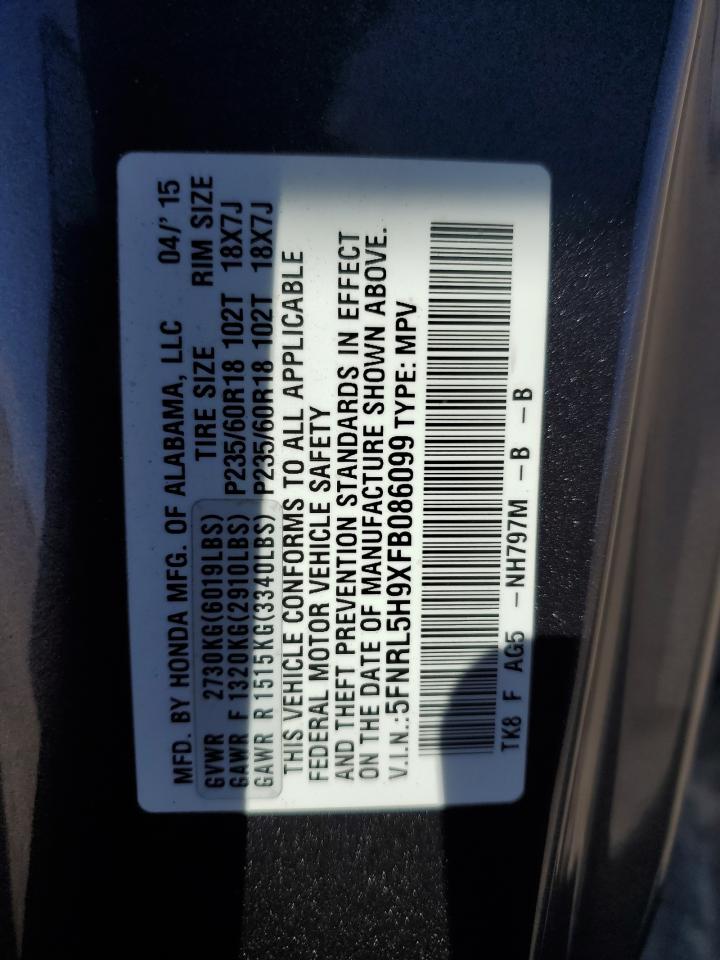 MFD. BY HONDA MFG. OF ALABAMA, LLC 04/'15
GVWR 2730KG(6019LBS) TIRE SIZE RIM SIZE
GAWR F 1320KG(2910LBS) P235/60R18 102T 18X7J
GAWR R 1515KG(3340LBS) P235/60R18 102T 18X7J
THIS VEHICLE CONFORMS TO ALL APPLICABLE
FEDERAL MOTOR VEHICLE SAFETY
AND THEFT PREVENTION STANDARDS IN EFFECT
ON THE DATE OF MANUFACTURE SHOWN ABOVE.
V.I.N.:5FNRL5H9XFB086099 TYPE: MPV
TK8 F AG5 -NH797M -B -B